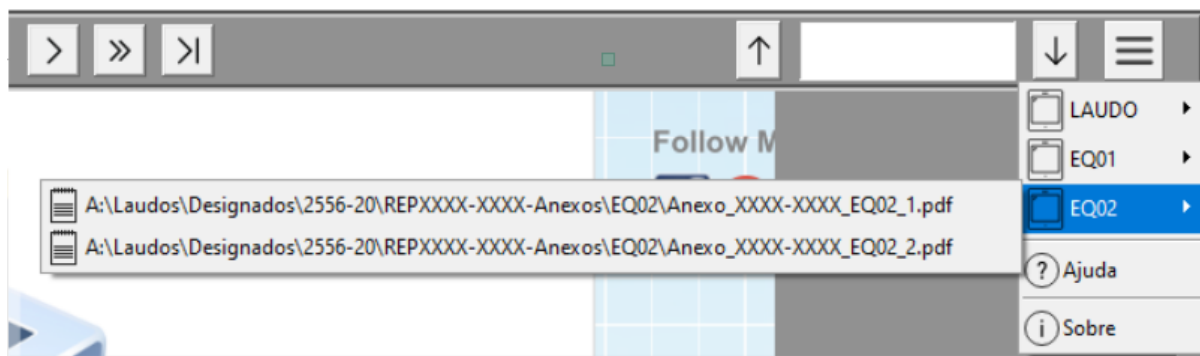 Follow M
LAUDO
EQ01
EQ02
A:\Laudos\Designados\2556-20\REPXXXX-XXXX-Anexos\EQ02\Anexo_XXXX-XXXX_EQ02_1.pdf
A:\Laudos\Designados\2556-20\REPXXXX-XXXX-Anexos\EQ02\Anexo_XXXX-XXXX_EQ02_2.pdf
Ajuda
Sobre